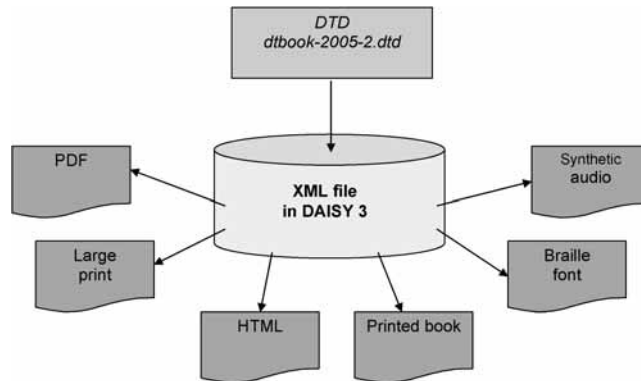 DTD
dtbook-2005-2.dtd
XML file
in DAISY 3
PDF
Synthetic
audio
Large
print
Braille
font
HTML
Printed book